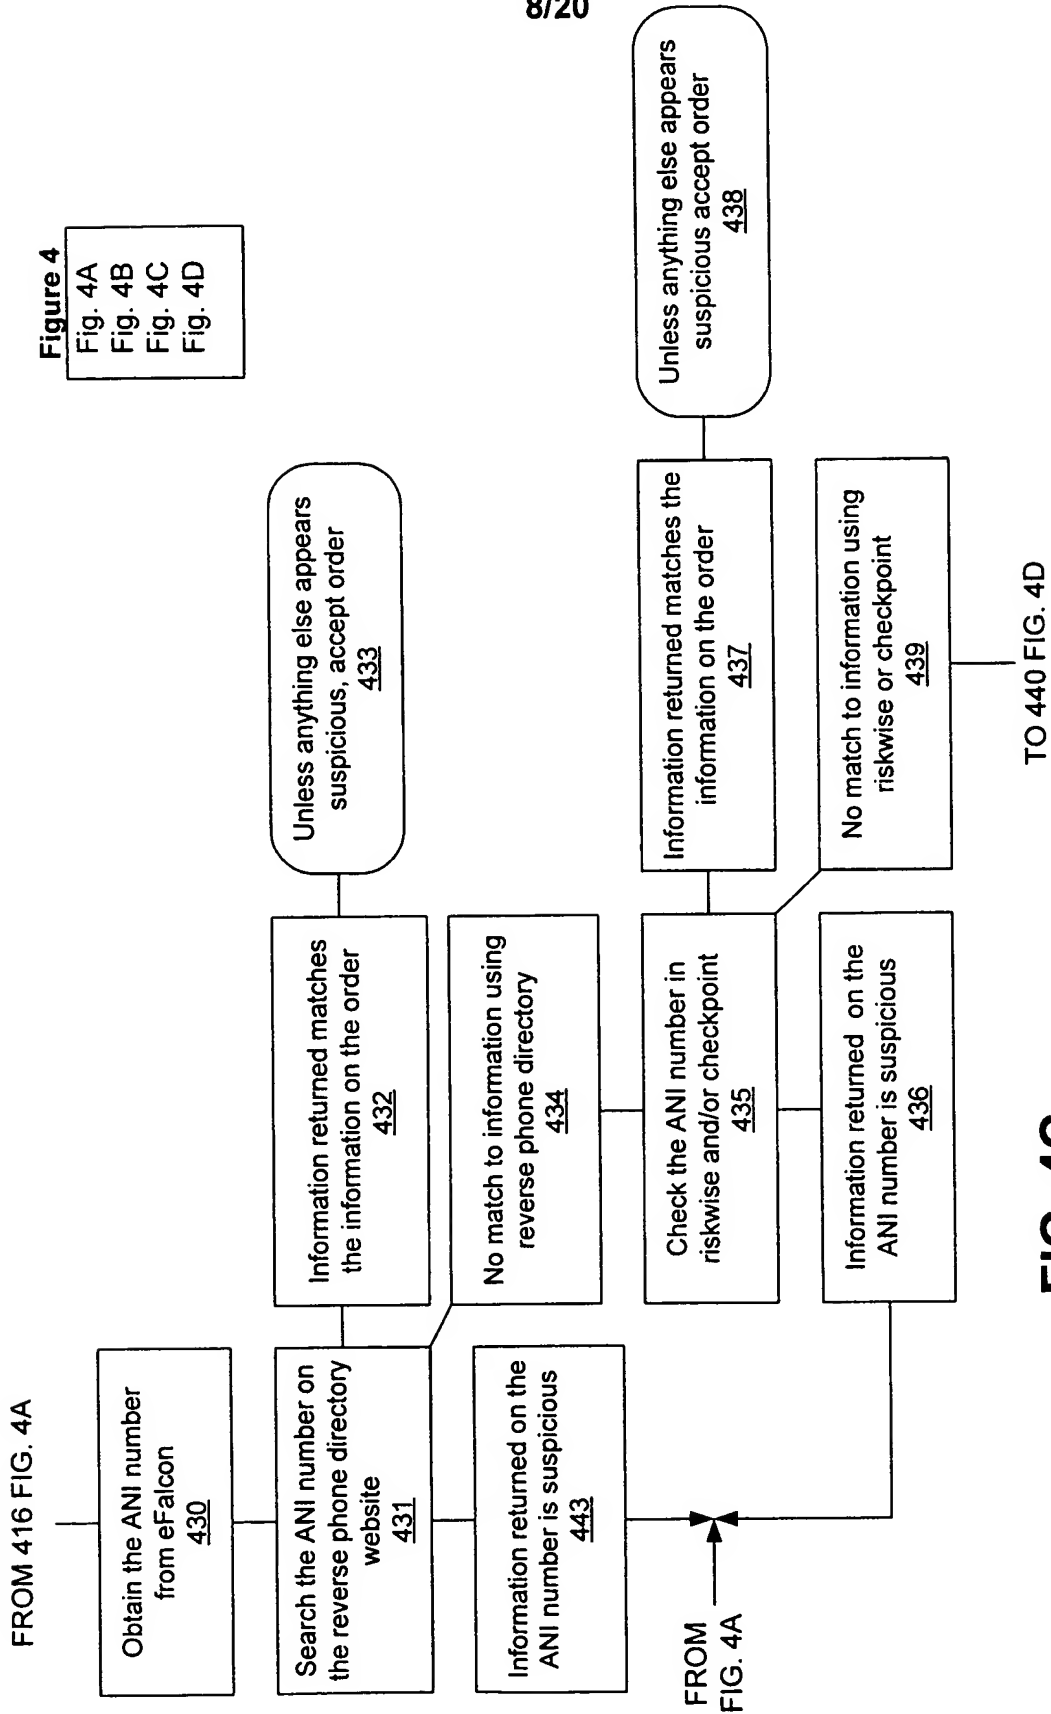 8/20
Figure 4
Fig. 4A
Fig. 4B
Fig. 4C
Fig. 4D
FROM 416 FIG. 4A
Obtain the ANI number
from eFalcon
430
Search the ANI number on
the reverse phone directory
website
431
Information returned matches
the information on the order
432
Unless anything else appears
suspicious, accept order
433
Information returned on the
ANI number is suspicious
443
No match to information using
reverse phone directory
434
Check the ANI number in
riskwise and/or checkpoint
435
Information returned matches the
information on the order
437
Unless anything else appears
suspicious accept order
438
Information returned on the
ANI number is suspicious
436
No match to information using
riskwise or checkpoint
439
FROM
FIG. 4A
TO 440 FIG. 4D